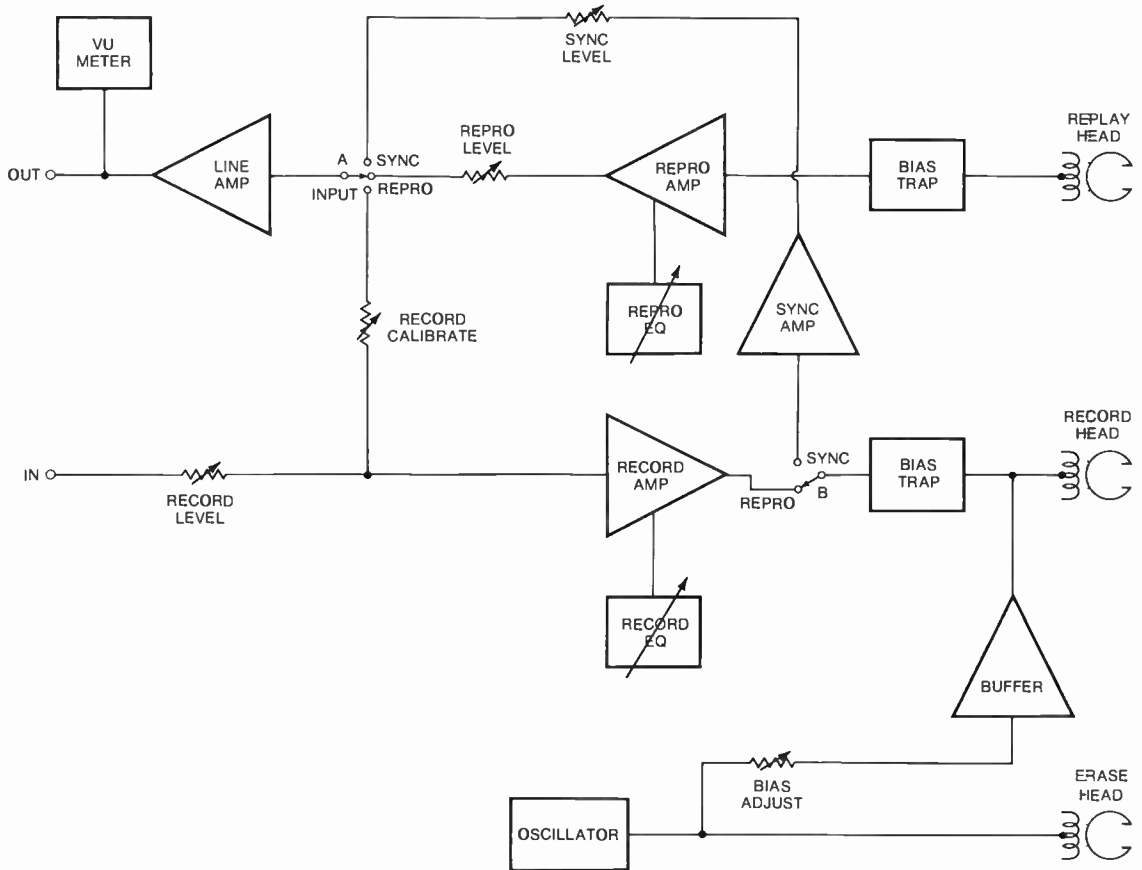 VU
METER
SYNC
LEVEL
REPRO
LEVEL
REPLAY
HEAD
OUT
LINE
AMP
A
SYNC
REPRO
INPUT
REPRO
AMP
BIAS
TRAP
REPRO
EQ
SYNC
AMP
RECORD
CALIBRATE
RECORD
HEAD
IN
RECORD
LEVEL
RECORD
AMP
SYNC
REPRO
B
BIAS
TRAP
RECORD
EQ
BUFFER
BIAS
ADJUST
ERASE
HEAD
OSCILLATOR